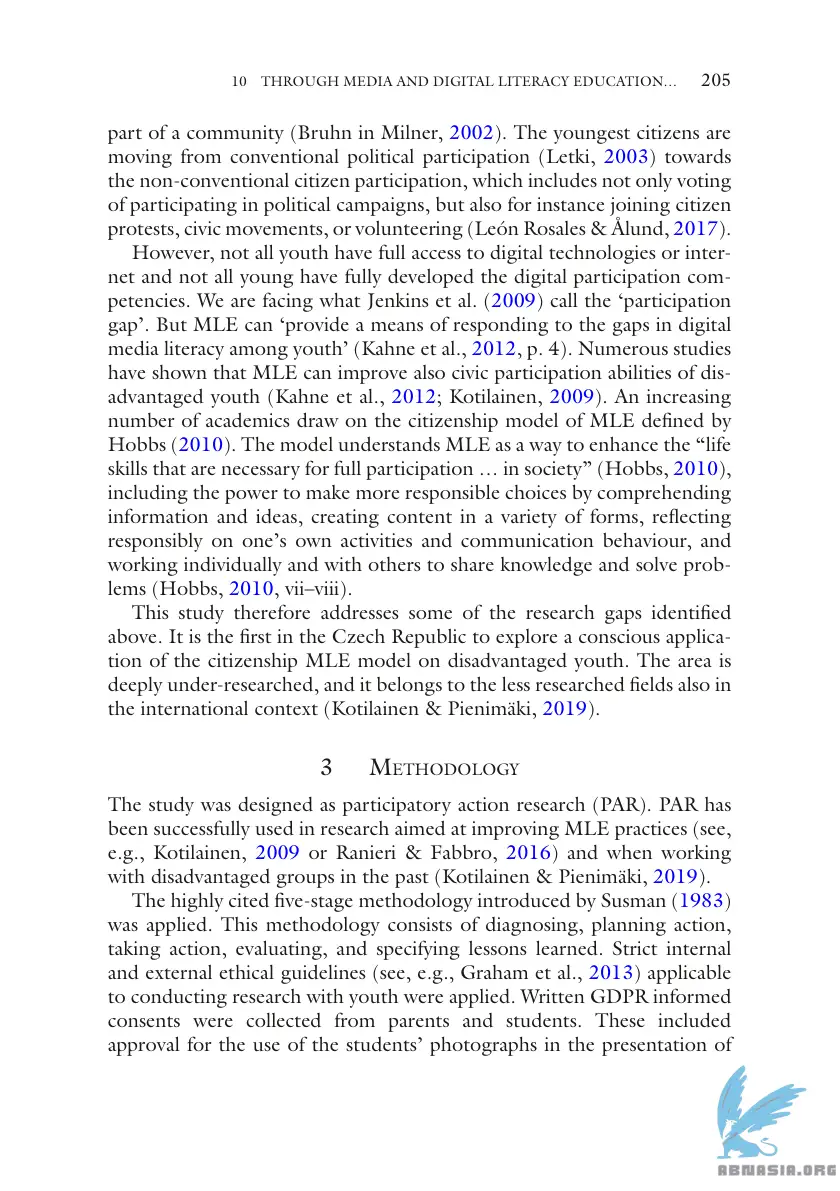 10 THROUGH MEDIA AND DIGITAL LITERACY EDUCATION… 205
part of a community (Bruhn in Milner, 2002). The youngest citizens are
moving from conventional political participation (Letki, 2003) towards
the non-conventional citizen participation, which includes not only voting
of participating in political campaigns, but also for instance joining citizen
protests, civic movements, or volunteering (León Rosales & Ålund, 2017).
However, not all youth have full access to digital technologies or inter-
net and not all young have fully developed the digital participation com-
petencies. We are facing what Jenkins et al. (2009) call the ‘participation
gap’. But MLE can ‘provide a means of responding to the gaps in digital
media literacy among youth’ (Kahne et al., 2012, p. 4). Numerous studies
have shown that MLE can improve also civic participation abilities of dis-
advantaged youth (Kahne et al., 2012; Kotilainen, 2009). An increasing
number of academics draw on the citizenship model of MLE defined by
Hobbs (2010). The model understands MLE as a way to enhance the “life
skills that are necessary for full participation … in society” (Hobbs, 2010),
including the power to make more responsible choices by comprehending
information and ideas, creating content in a variety of forms, reflecting
responsibly on one’s own activities and communication behaviour, and
working individually and with others to share knowledge and solve prob-
lems (Hobbs, 2010, vii–viii).
This study therefore addresses some of the research gaps identified
above. It is the first in the Czech Republic to explore a conscious applica-
tion of the citizenship MLE model on disadvantaged youth. The area is
deeply under-researched, and it belongs to the less researched fields also in
the international context (Kotilainen & Pienimäki, 2019).
3 Methodology
The study was designed as participatory action research (PAR). PAR has
been successfully used in research aimed at improving MLE practices (see,
e.g., Kotilainen, 2009 or Ranieri & Fabbro, 2016) and when working
with disadvantaged groups in the past (Kotilainen & Pienimäki, 2019).
The highly cited five-stage methodology introduced by Susman (1983)
was applied. This methodology consists of diagnosing, planning action,
taking action, evaluating, and specifying lessons learned. Strict internal
and external ethical guidelines (see, e.g., Graham et al., 2013) applicable
to conducting research with youth were applied. Written GDPR informed
consents were collected from parents and students. These included
approval for the use of the students’ photographs in the presentation of
ABNASIA.ORG